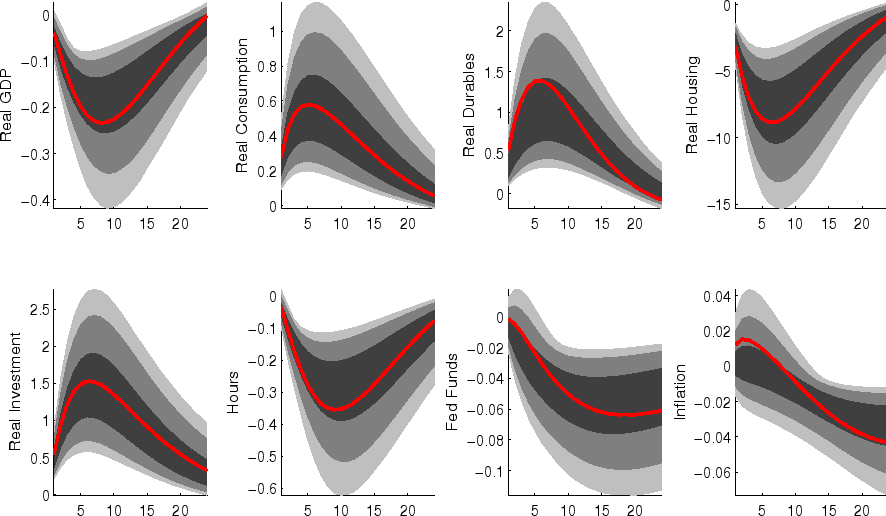 Real GDP
0
−0.1
−0.2
−0.3
−0.4
5 10 15 20
Real Consumption
1
0.8
0.6
0.4
0.2
0
5 10 15 20
Real Durables
2
1.5
1
0.5
0
5 10 15 20
Real Housing
0
−5
−10
−15
5 10 15 20
Real Investment
2.5
2
1.5
1
0.5
0
5 10 15 20
Hours
0
−0.1
−0.2
−0.3
−0.4
−0.5
−0.6
5 10 15 20
Fed Funds
0
−0.02
−0.04
−0.06
−0.08
−0.1
5 10 15 20
Inflation
0.04
0.02
0
−0.02
−0.04
−0.06
5 10 15 20